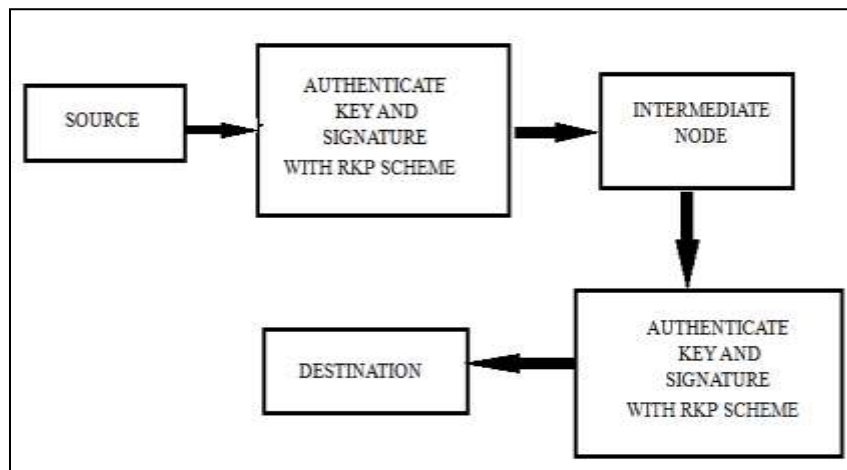 SOURCE
AUTHENTICATE
KEY AND
SIGNATURE
WITH RKP SCHEME
INTERMEDIATE
NODE
AUTHENTICATE
KEY AND
SIGNATURE
WITH RKP SCHEME
DESTINATION